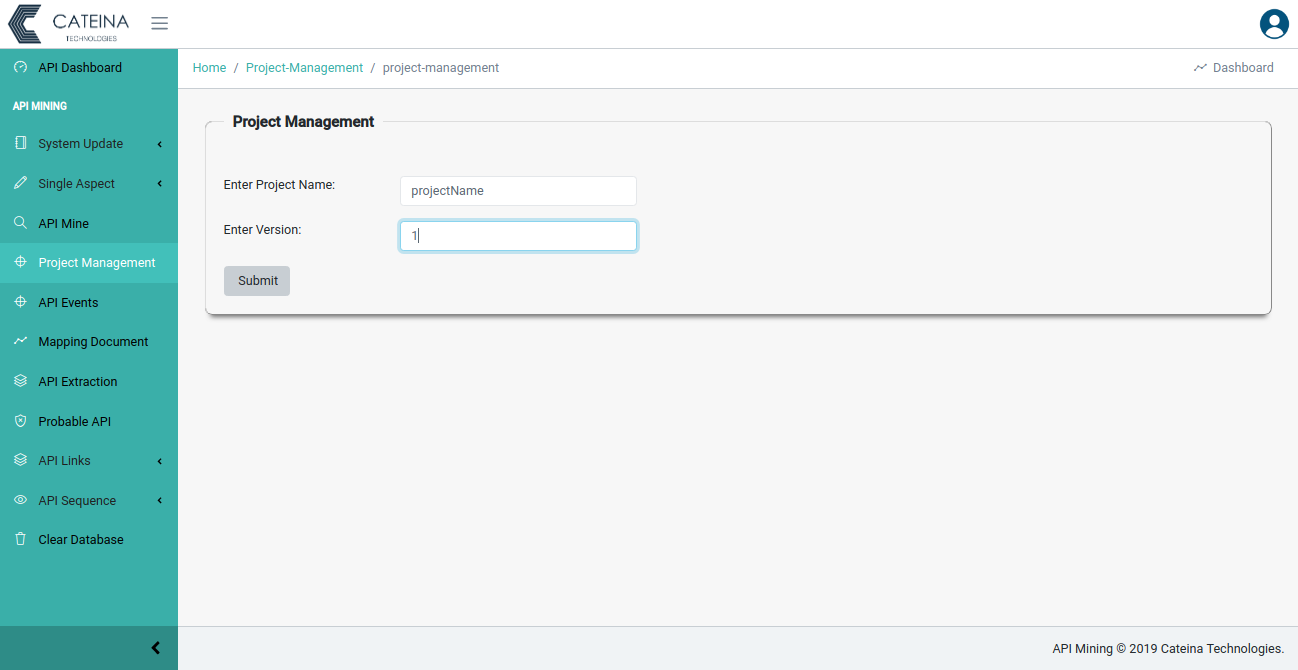 CATEINA
TECHNOLOGIES
API Dashboard
Home / Project-Management / project-management
Dashboard
API MINING
System Update
Single Aspect
API Mine
Project Management
API Events
Mapping Document
API Extraction
Probable API
API Links
API Sequence
Clear Database
Project Management
Enter Project Name:
projectName
Enter Version:
1
Submit
API Mining © 2019 Cateina Technologies.